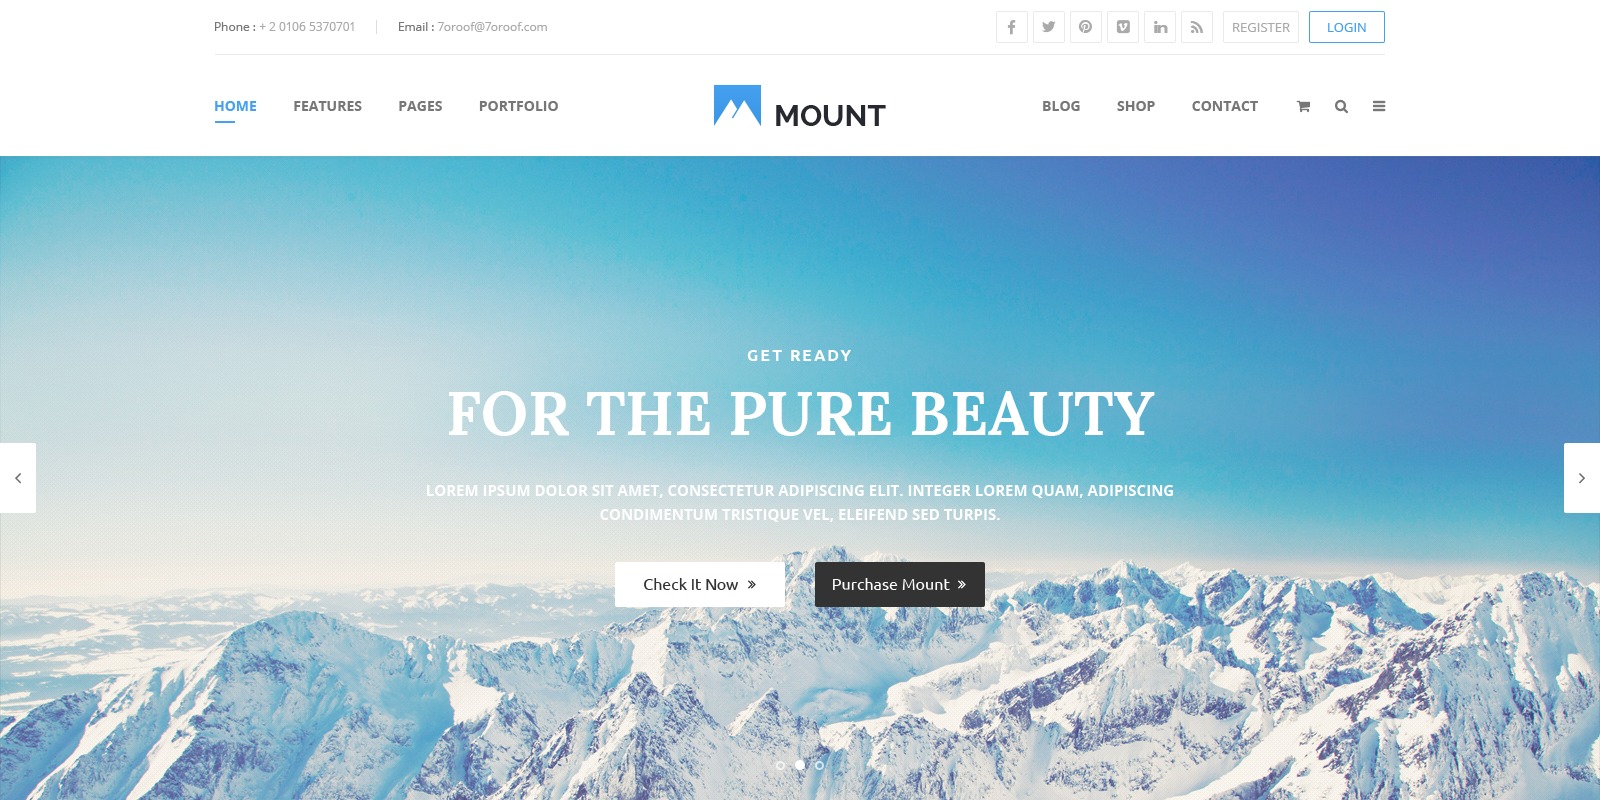 Phone : + 2 0106 5370701
Email : 7oroof@7oroof.com
REGISTER
LOGIN
HOME
FEATURES
PAGES
PORTFOLIO
MOUNT
BLOG
SHOP
CONTACT
GET READY
FOR THE PURE BEAUTY
LOREM IPSUM DOLOR SIT AMET, CONSECTETUR ADIPISCING ELIT. INTEGER LOREM QUAM, ADIPISCING
CONDIMENTUM TRISTIQUE VEL, ELEIFEND SED TURPIS.
Check It Now »
Purchase Mount »